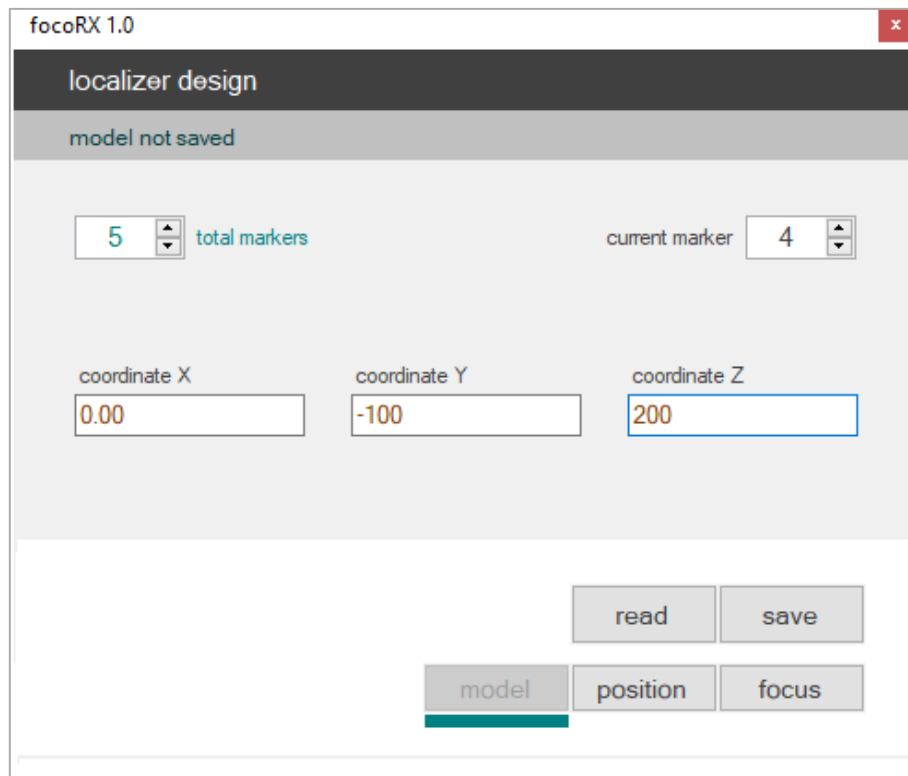 focoRX 1.0
x
localizer design
model not saved
5 total markers current marker 4
coordinate X coordinate Y coordinate Z
0.00 -100 200
read save
model position focus